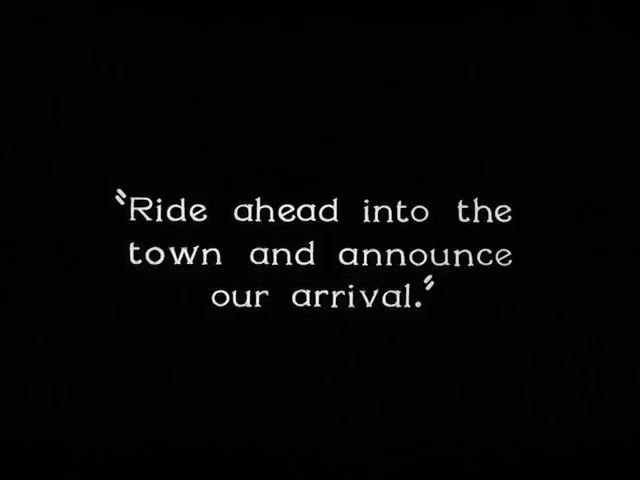 "Ride ahead into the
town and announce
our arrival."